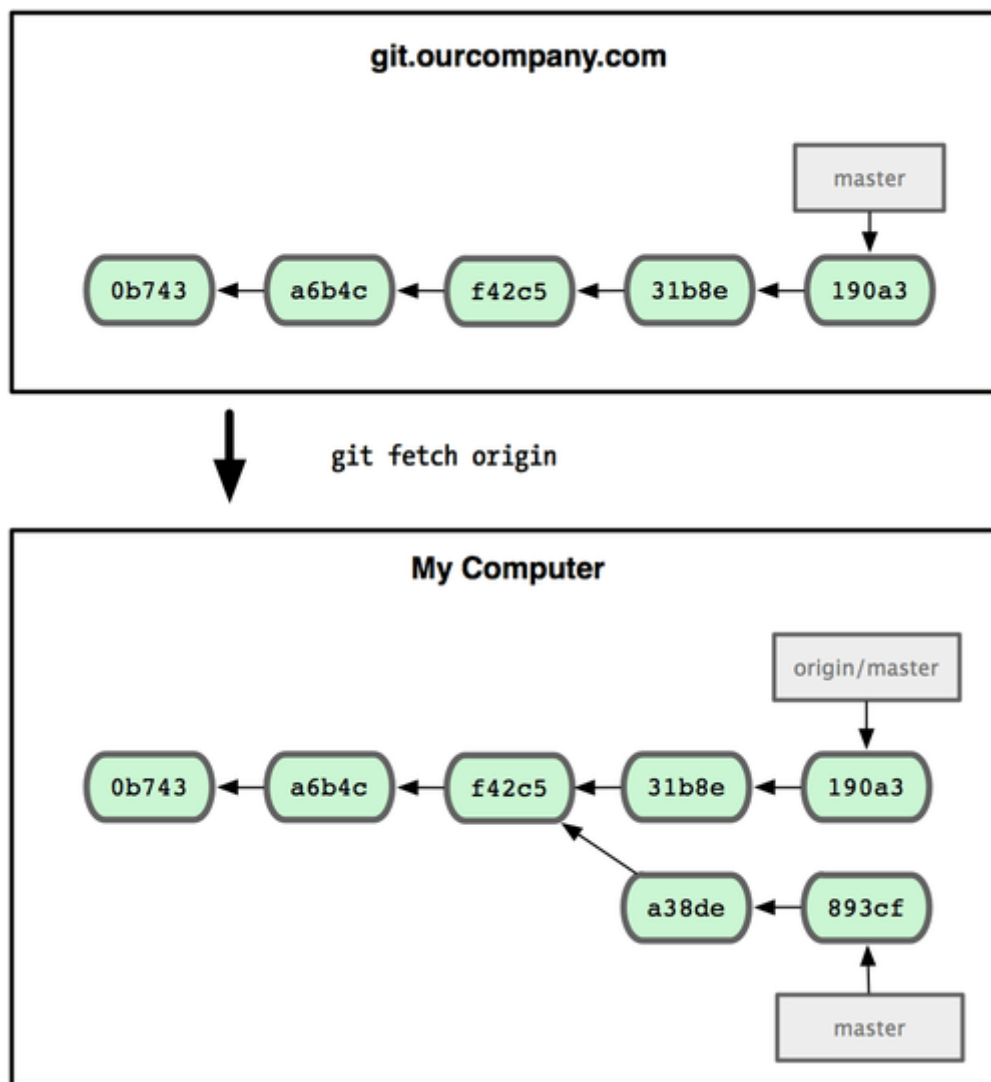 git.ourcompany.com
master
0b743 a6b4c f42c5 31b8e 190a3
git fetch origin
My Computer
origin/master
0b743 a6b4c f42c5 31b8e 190a3
a38de 893cf
master